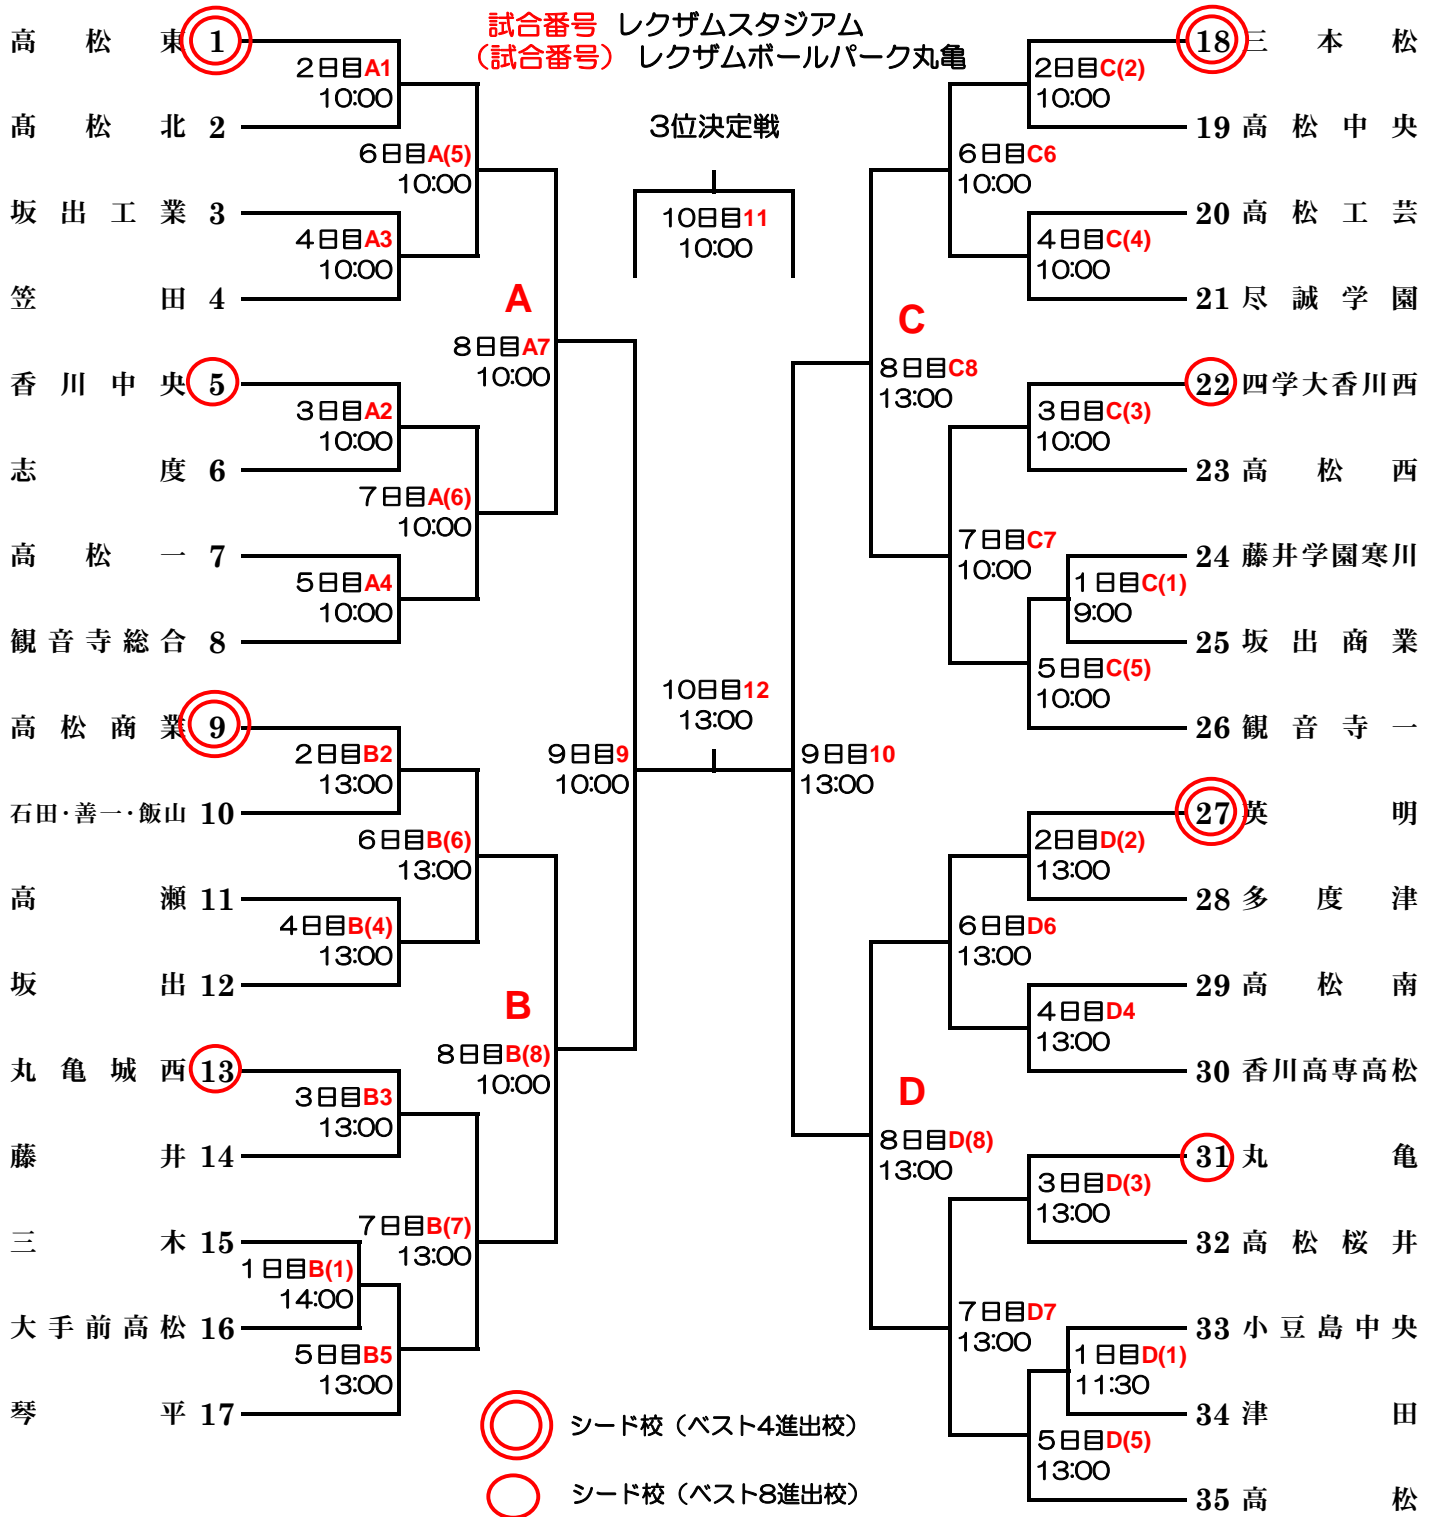 試合番号 レクザムスタジアム
（試合番号） レクザムボールパーク丸亀
高松東 1
2日目A1
10:00
高松北 2
6日目A(5)
10:00
坂出工業 3
4日目A3
10:00
笠田 4
A
8日目A7
10:00
香川中央 5
3日目A2
10:00
志度 6
7日目A(6)
10:00
高松一 7
5日目A4
10:00
観音寺総合 8
高松商業 9
2日目B2
13:00
石田・善一・飯山 10
6日目B(6)
13:00
高瀬 11
4日目B(4)
13:00
坂出 12
B
8日目B(8)
10:00
丸亀城西 13
3日目B3
13:00
藤井 14
7日目B(7)
13:00
三木 15
1日目B(1)
14:00
大手前高松 16
5日目B5
13:00
琴平 17
3位決定戦
10日目11
10:00
10日目12
13:00
9日目9
10:00
9日目10
13:00
18 三本松
2日目C(2)
10:00
19 高松中央
6日目C6
10:00
20 高松工芸
4日目C(4)
10:00
21 尽誠学園
C
8日目C8
13:00
22 四学大香川西
3日目C(3)
10:00
23 高松西
7日目C7
10:00
24 藤井学園寒川
1日目C(1)
9:00
25 坂出商業
5日目C(5)
10:00
26 観音寺一
27 英明
2日目D(2)
13:00
28 多度津
6日目D6
13:00
29 高松南
4日目D4
13:00
30 香川高専高松
D
8日目D(8)
13:00
31 丸亀
3日目D(3)
13:00
32 高松桜井
7日目D7
13:00
33 小豆島中央
1日目D(1)
11:30
34 津田
5日目D(5)
13:00
35 高松
シード校（ベスト4進出校）
シード校（ベスト8進出校）